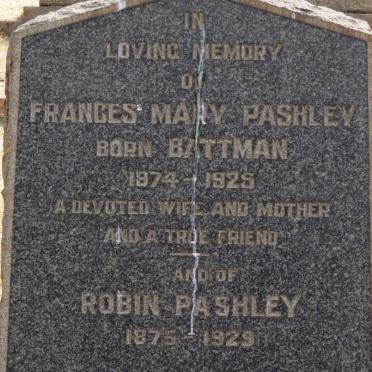 IN
LOVING MEMORY
OF
FRANCES MARY PASHLEY
BORN BATTMAN
1874 - 1925
A DEVOTED WIFE AND MOTHER
AND A TRUE FRIEND
AND OF
ROBIN PASHLEY
1875 - 1929